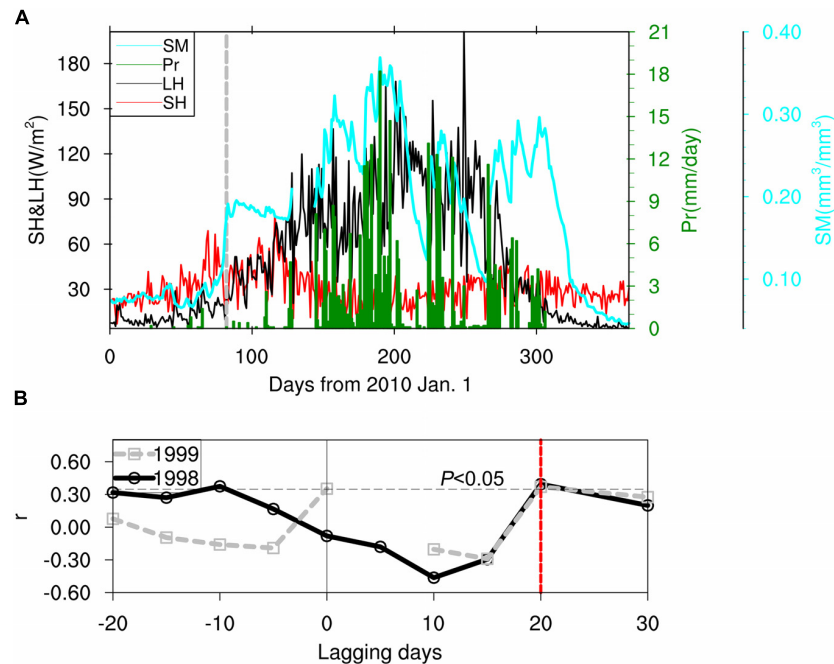 A
SM
Pr
LH
SH
SH&LH(W/m²)
180
150
120
90
60
30
0 100 200 300
Days from 2010 Jan. 1
21
18
15
12
9
6
3
0
Pr(mm/day)
0.40
0.30
0.20
0.10
SM(mm³/mm³)
B
1999
1998
P<0.05
r
0.60
0.30
0.00
-0.30
-0.60
-20 -10 0 10 20 30
Lagging days